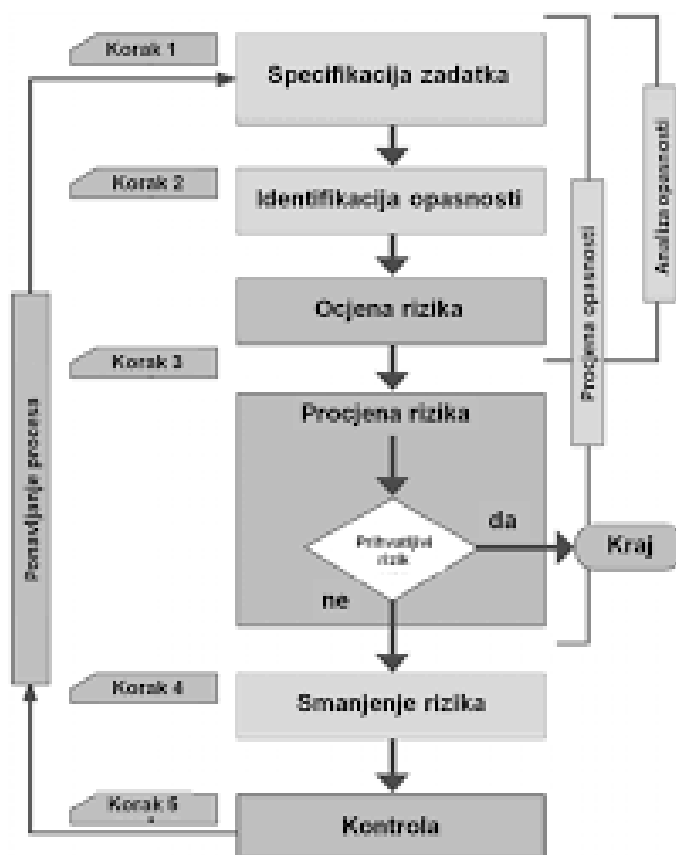 Korak 1
Specifikacija zadatka
Korak 2
Identifikacija opasnosti
Ocjena rizika
Korak 3
Procjena rizika
Prihvatljivi
rizik
da
Kraj
ne
Korak 4
Smanjenje rizika
Korak 5
Kontrola
Ponavljanje procesa
Procjena opasnosti
Analiza opasnosti